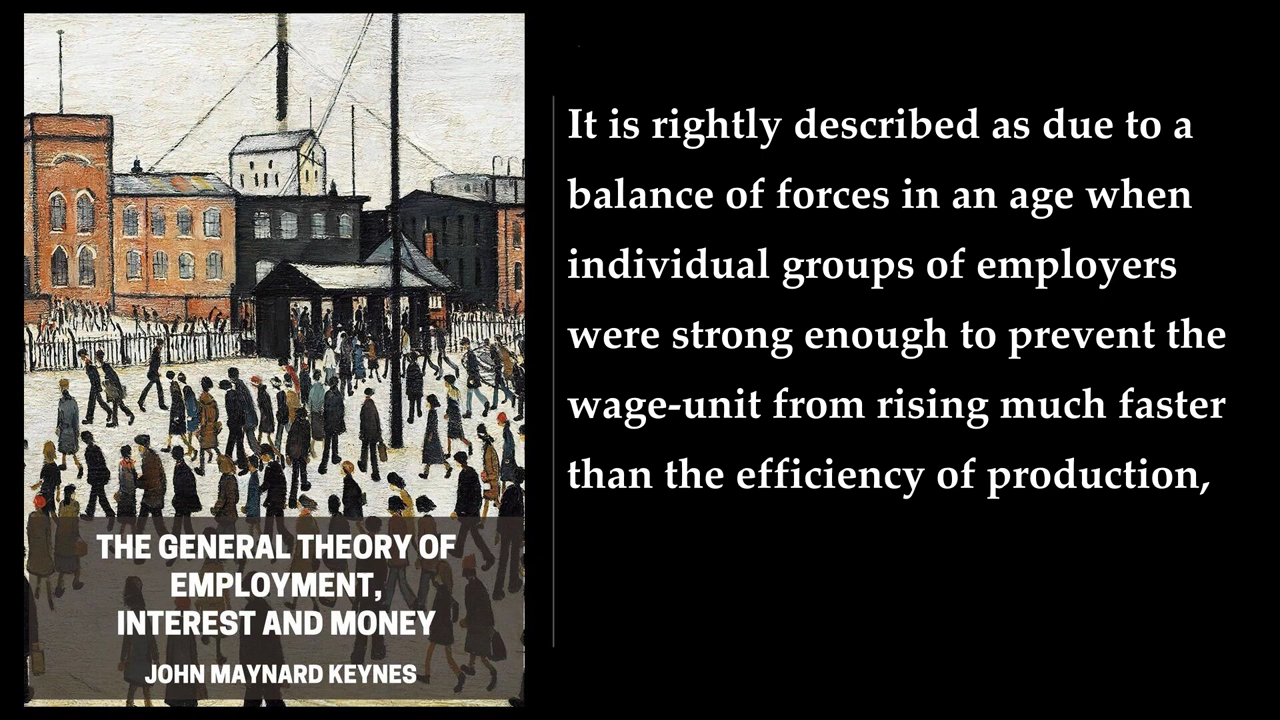 THE GENERAL THEORY OF
EMPLOYMENT,
INTEREST AND MONEY
JOHN MAYNARD KEYNES
It is rightly described as due to a
balance of forces in an age when
individual groups of employers
were strong enough to prevent the
wage-unit from rising much faster
than the efficiency of production,